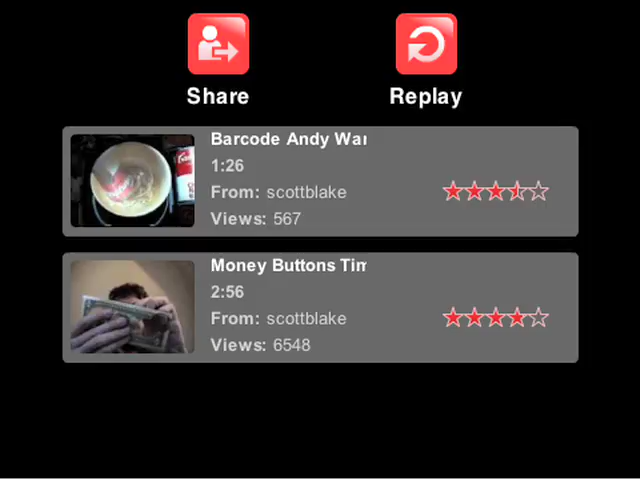 Share Replay
Barcode Andy War
1:26
From: scottblake
Views: 567
Money Buttons Tim
2:56
From: scottblake
Views: 6548